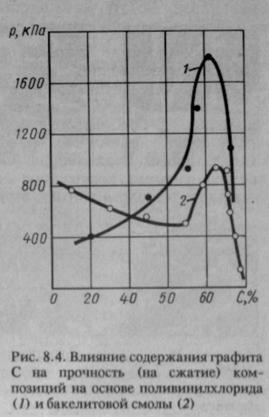 p, кПа
1600
1200
800
400
1
2
0
20
40
60
C,%
Рис. 8.4. Влияние содержания графита
С на прочность (на сжатие) ком-
позиций на основе поливинилхлорида
(1) и бакелитовой смолы (2)